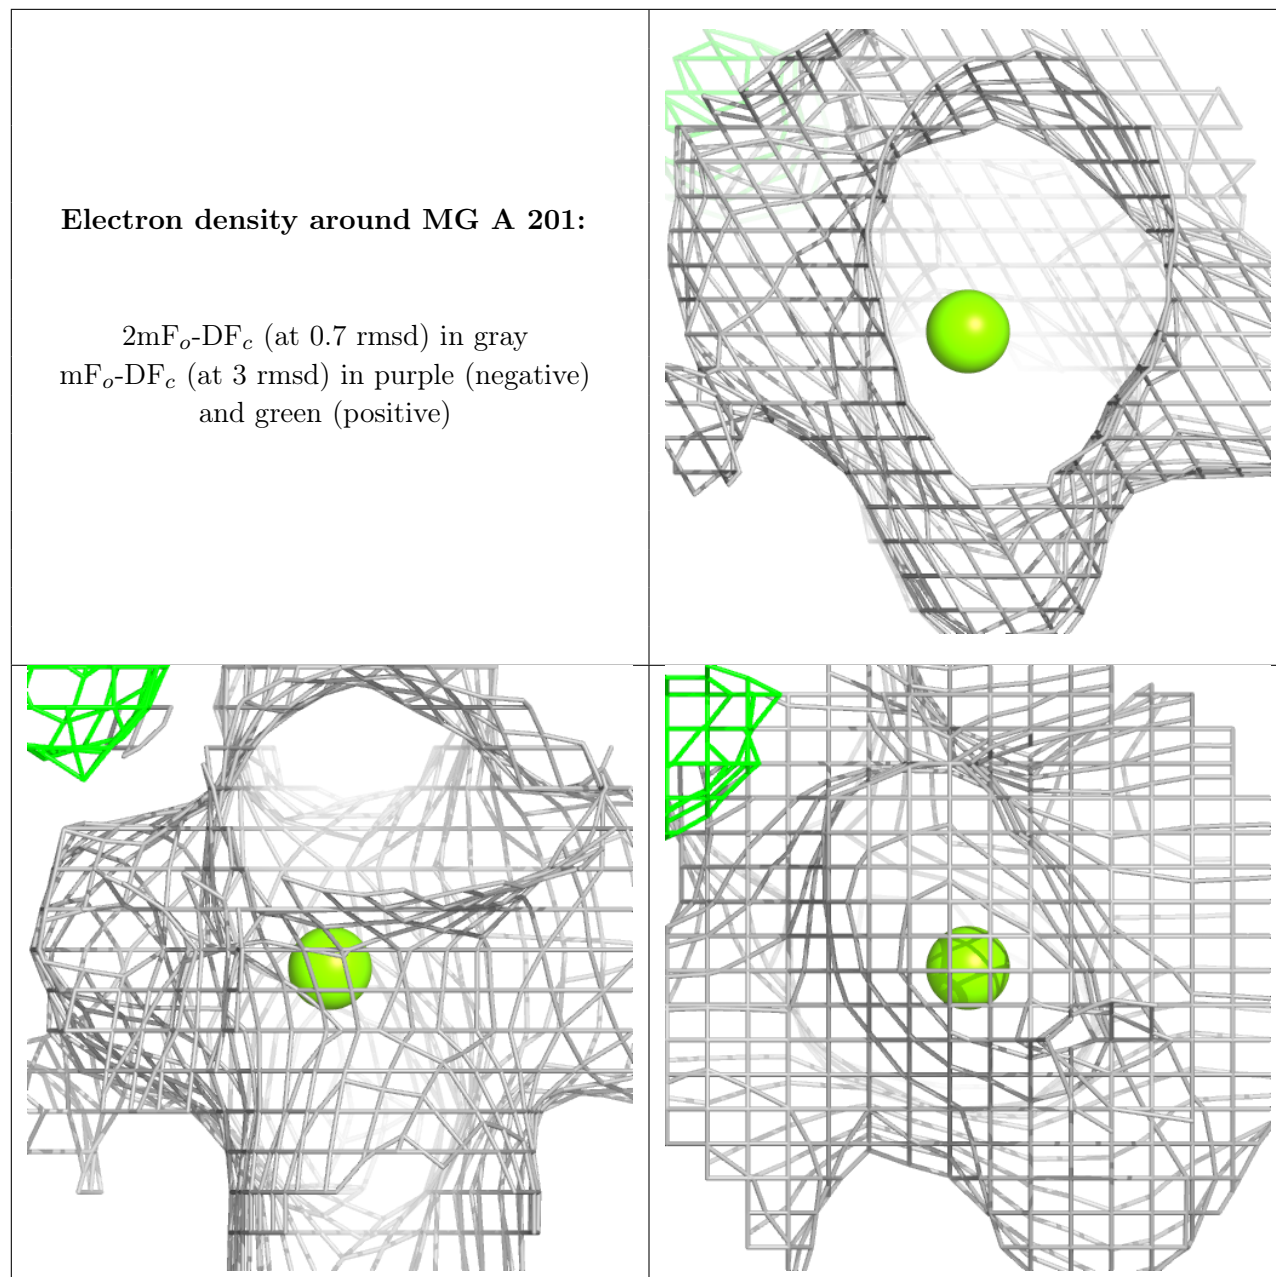 Electron density around MG A 201:
2mFo-DFc (at 0.7 rmsd) in gray
mFo-DFc (at 3 rmsd) in purple (negative)
and green (positive)